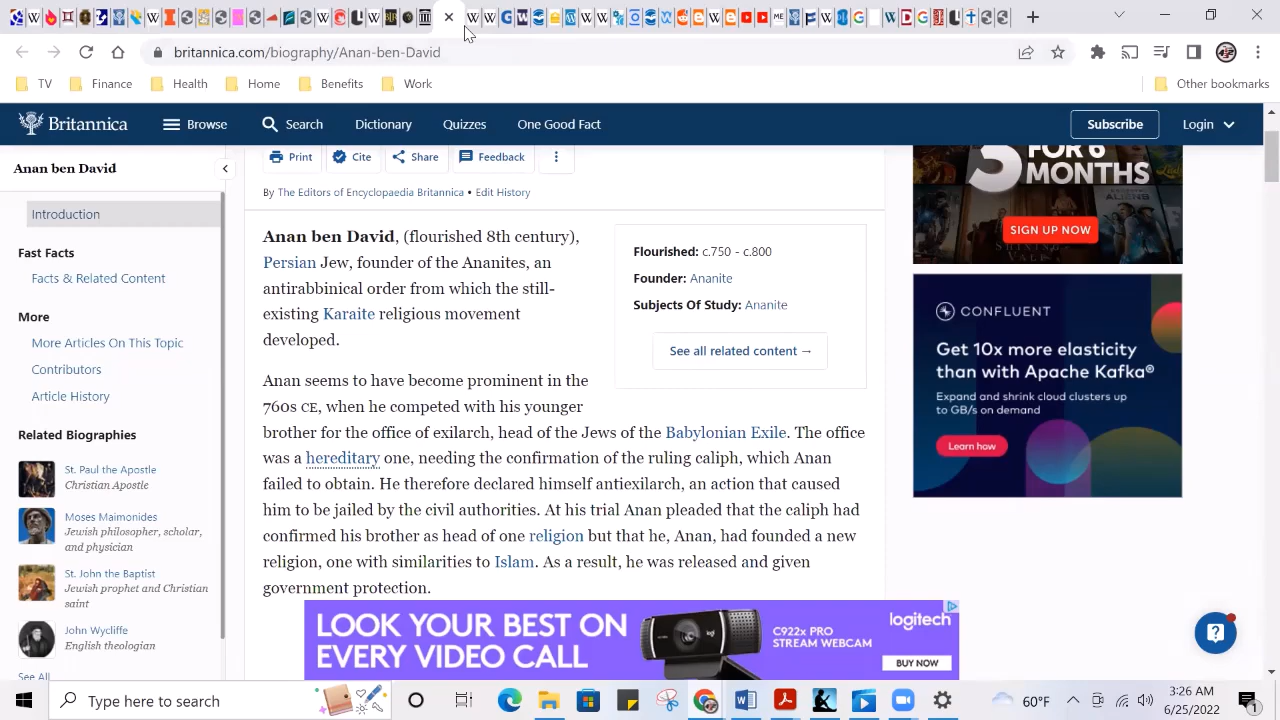 britannica.com/biography/Anan-ben-David
TV
Finance
Health
Home
Benefits
Work
Other bookmarks
Britannica
Browse
Search
Dictionary
Quizzes
One Good Fact
Subscribe
Login
Anan ben David
Print
Cite
Share
Feedback
By The Editors of Encyclopaedia Britannica • Edit History
Introduction
Fast Facts
Facts & Related Content
More
More Articles On This Topic
Contributors
Article History
Related Biographies
St. Paul the Apostle
Christian Apostle
Moses Maimonides
Jewish philosopher, scholar,
and physician
St. John the Baptist
Jewish prophet and Christian
saint
John Wycliffe
English theologian
See All
Anan ben David, (flourished 8th century),
Persian Jew, founder of the Ananites, an
antirabbinical order from which the still-
existing Karaite religious movement
developed.
Flourished: c.750 - c.800
Founder: Ananite
Subjects Of Study: Ananite
See all related content →
Anan seems to have become prominent in the
760s CE, when he competed with his younger
brother for the office of exilarch, head of the Jews of the Babylonian Exile. The office
was a hereditary one, needing the confirmation of the ruling caliph, which Anan
failed to obtain. He therefore declared himself antiexilarch, an action that caused
him to be jailed by the civil authorities. At his trial Anan pleaded that the caliph had
confirmed his brother as head of one religion but that he, Anan, had founded a new
religion, one with similarities to Islam. As a result, he was released and given
government protection.
3 FOR 6
MONTHS
SIGN UP NOW
CONFLUENT
Get 10x more elasticity
than with Apache Kafka®
Expand and shrink cloud clusters up
to GB/s on demand
Learn how
LOOK YOUR BEST ON
EVERY VIDEO CALL
C922x PRO
STREAM WEBCAM
logitech
BUY NOW
Type here to search
60°F
3:26 AM
6/25/2022